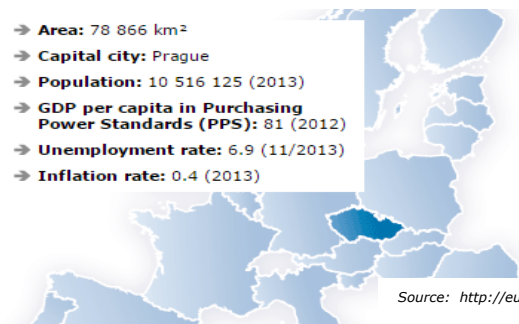 ➔ Area: 78 866 km²
➔ Capital city: Prague
➔ Population: 10 516 125 (2013)
➔ GDP per capita in Purchasing
Power Standards (PPS): 81 (2012)
➔ Unemployment rate: 6.9 (11/2013)
➔ Inflation rate: 0.4 (2013)
Source: http://eu